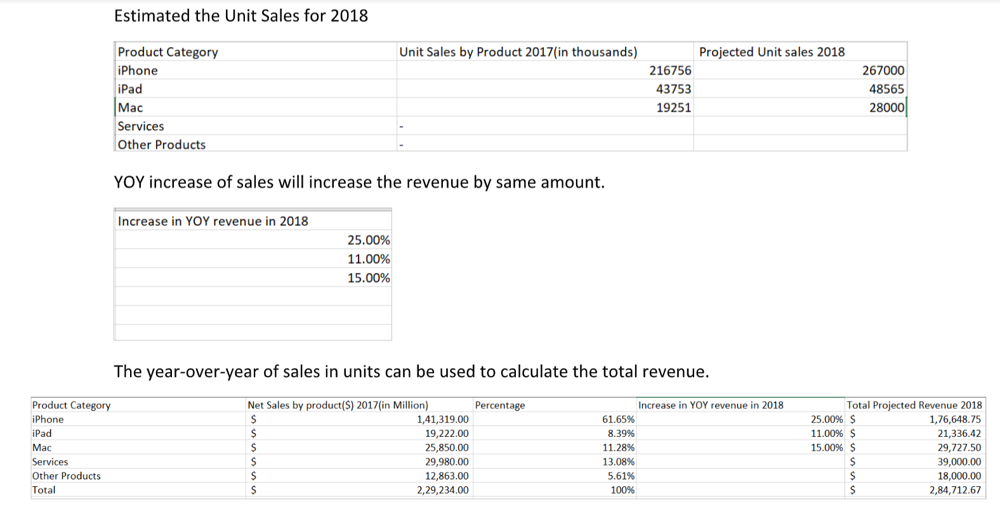 Estimated the Unit Sales for 2018
Product Category Unit Sales by Product 2017(in thousands) Projected Unit sales 2018
iPhone 216756 267000
iPad 43753 48565
Mac 19251 28000
Services -
Other Products -
YOY increase of sales will increase the revenue by same amount.
Increase in YOY revenue in 2018
25.00%
11.00%
15.00%
The year-over-year of sales in units can be used to calculate the total revenue.
Product Category Net Sales by product($) 2017(in Million) Percentage Increase in YOY revenue in 2018 Total Projected Revenue 2018
iPhone $ 1,41,319.00 61.65% 25.00% $ 1,76,648.75
iPad $ 19,222.00 8.39% 11.00% $ 21,336.42
Mac $ 25,850.00 11.28% 15.00% $ 29,727.50
Services $ 29,980.00 13.08% $ 39,000.00
Other Products $ 12,863.00 5.61% $ 18,000.00
Total $ 2,29,234.00 100% $ 2,84,712.67